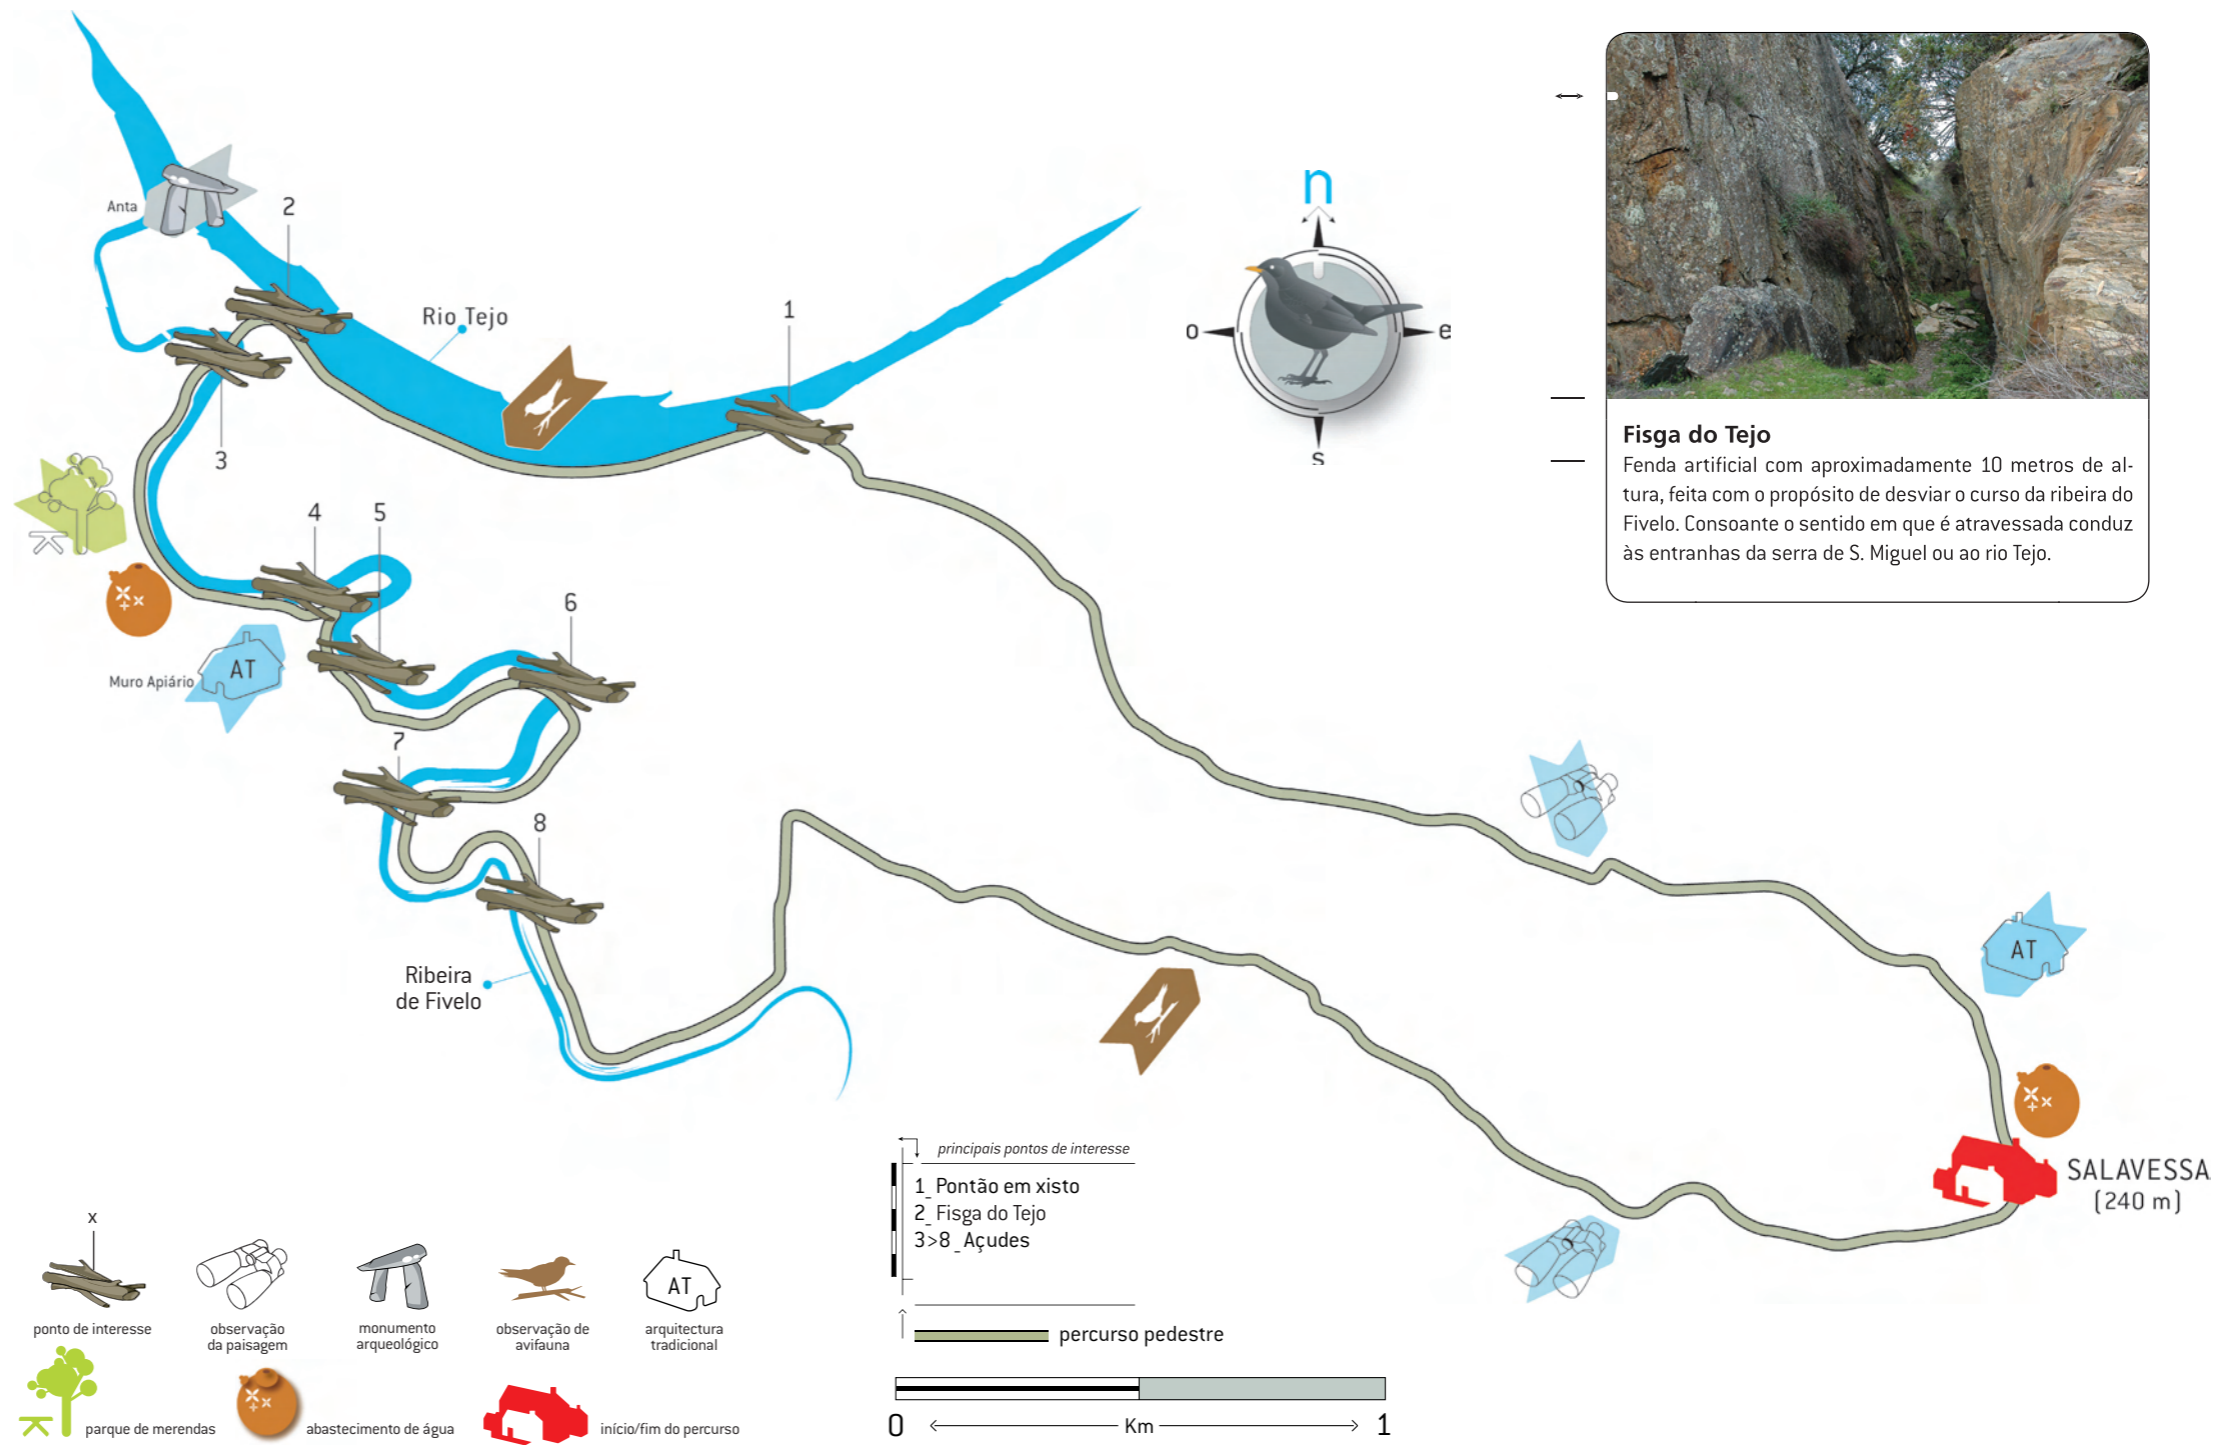 Anta
2
Rio Tejo
1
3
4
5
6
Muro Apiário
AT
7
8
Ribeira
de Fivelo
n
o
e
s
Fisga do Tejo
Fenda artificial com aproximadamente 10 metros de al-
tura, feita com o propósito de desviar o curso da ribeira do
Fivelo. Consoante o sentido em que é atravessada conduz
às entranhas da serra de S. Miguel ou ao rio Tejo.
AT
SALAVESSA
(240 m)
principais pontos de interesse
1_ Pontão em xisto
2_ Fisga do Tejo
3>8_ Açudes
percurso pedestre
0
Km
1
x
ponto de interesse
observação
da paisagem
monumento
arqueológico
observação de
avifauna
AT
arquitectura
tradicional
parque de merendas
abastecimento de água
início/fim do percurso